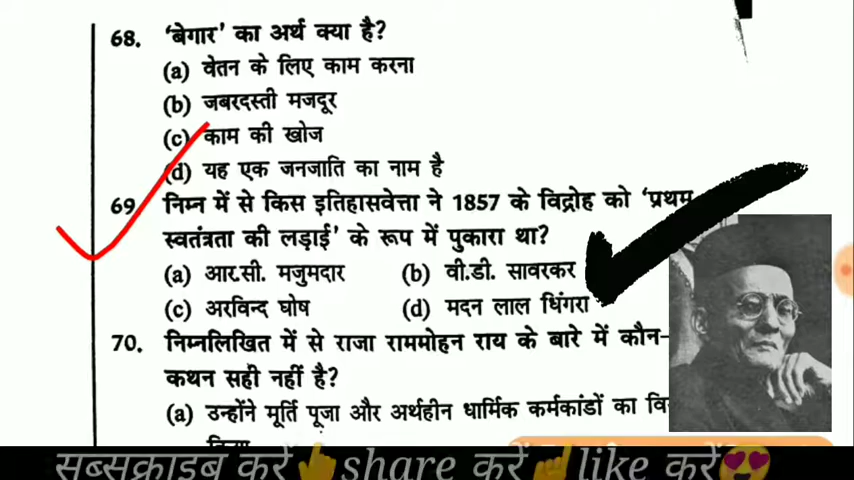 68. 'बेगार' का अर्थ क्या है?
(a) वेतन के लिए काम करना
(b) जबरदस्ती मजदूर
(c) काम की खोज
(d) यह एक जनजाति का नाम है
69 निम्न में से किस इतिहासवेत्ता ने 1857 के विद्रोह को 'प्रथम
स्वतंत्रता की लड़ाई' के रूप में पुकारा था?
(a) आर.सी. मजुमदार (b) वी.डी. सावरकर
(c) अरविन्द घोष (d) मदन लाल धिंगरा
70. निम्नलिखित में से राजा राममोहन राय के बारे में कौन-
कथन सही नहीं है?
(a) उन्होंने मूर्ति पूजा और अर्थहीन धार्मिक कर्मकांडों का
सब्सक्राइब करें👆share करें👆like करें😍